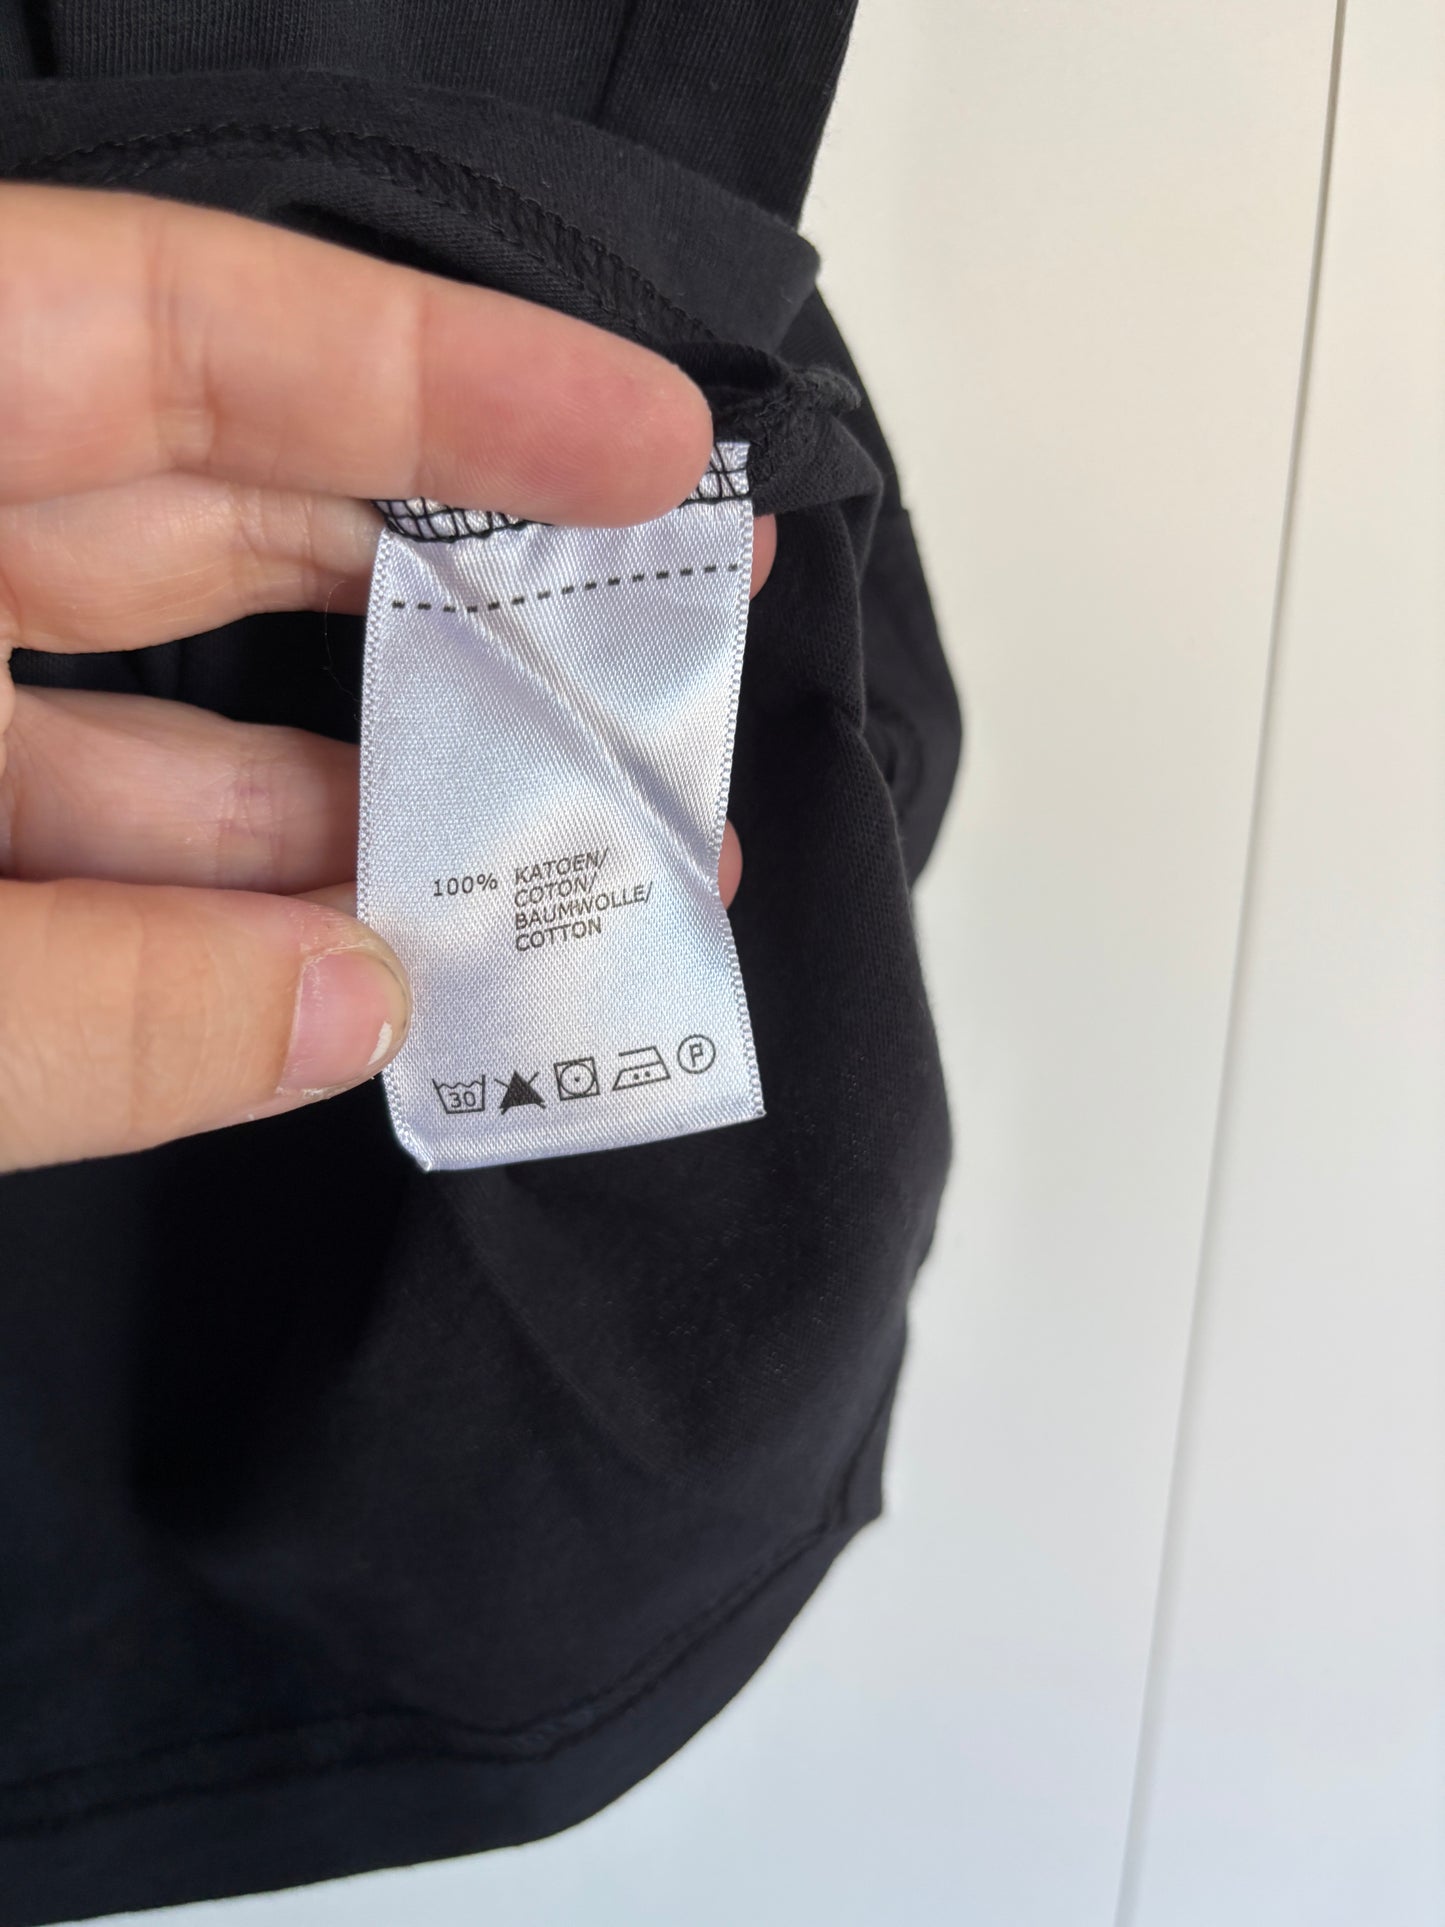 100% KATOEN/
COTON/
BAUMWOLLE/
COTTON
30 P